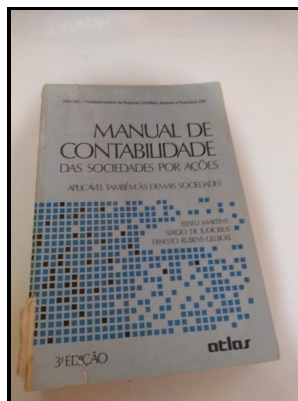 MANUAL DE
CONTABILIDADE
DAS SOCIEDADES POR AÇÕES
APLICÁVEL TAMBÉM ÀS DEMAIS SOCIEDADES
ELISEU MARTINS
SÉRGIO DE IUDÍCIBUS
ERNESTO RUBENS GELBCKE
3ª EDIÇÃO
atlas